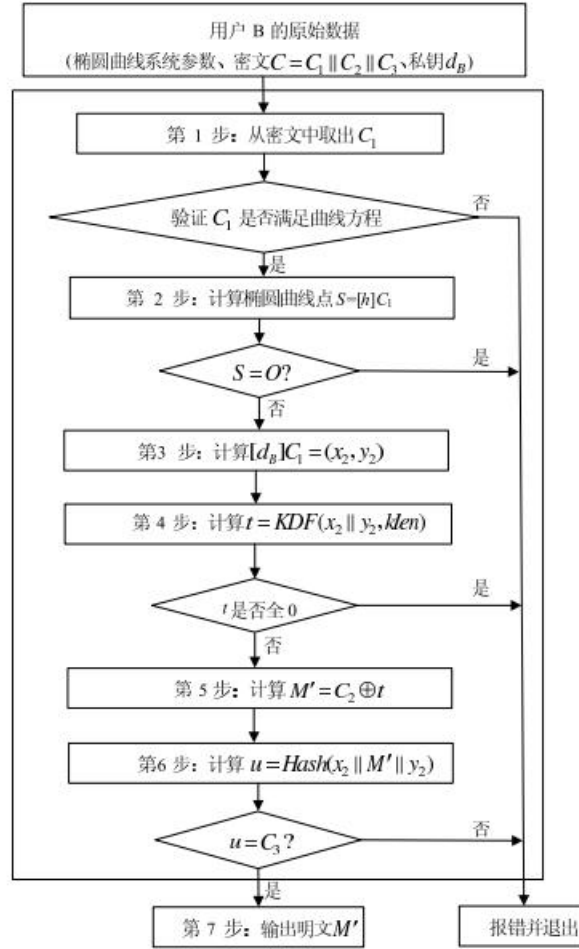 用户 B 的原始数据
(椭圆曲线系统参数、密文C=C₁||C₂||C₃、私钥d_B)
第 1 步：从密文中取出C₁
验证C₁是否满足曲线方程
否
是
第 2 步：计算椭圆曲线点S=[h]C₁
S=O?
是
否
第3 步：计算[d_B]C₁=(x₂,y₂)
第 4 步：计算t=KDF(x₂||y₂,klen)
是
t是否全0
否
第 5 步：计算M′=C₂⊕t
第6 步：计算 u=Hash(x₂||M′||y₂)
u=C₃?
否
是
第 7 步：输出明文M′
报错并退出